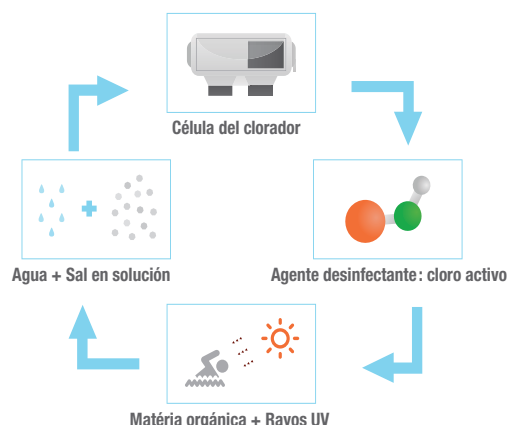 Célula del clorador
Agua + Sal en solución
Agente desinfectante: cloro activo
Matéria orgánica + Rayos UV